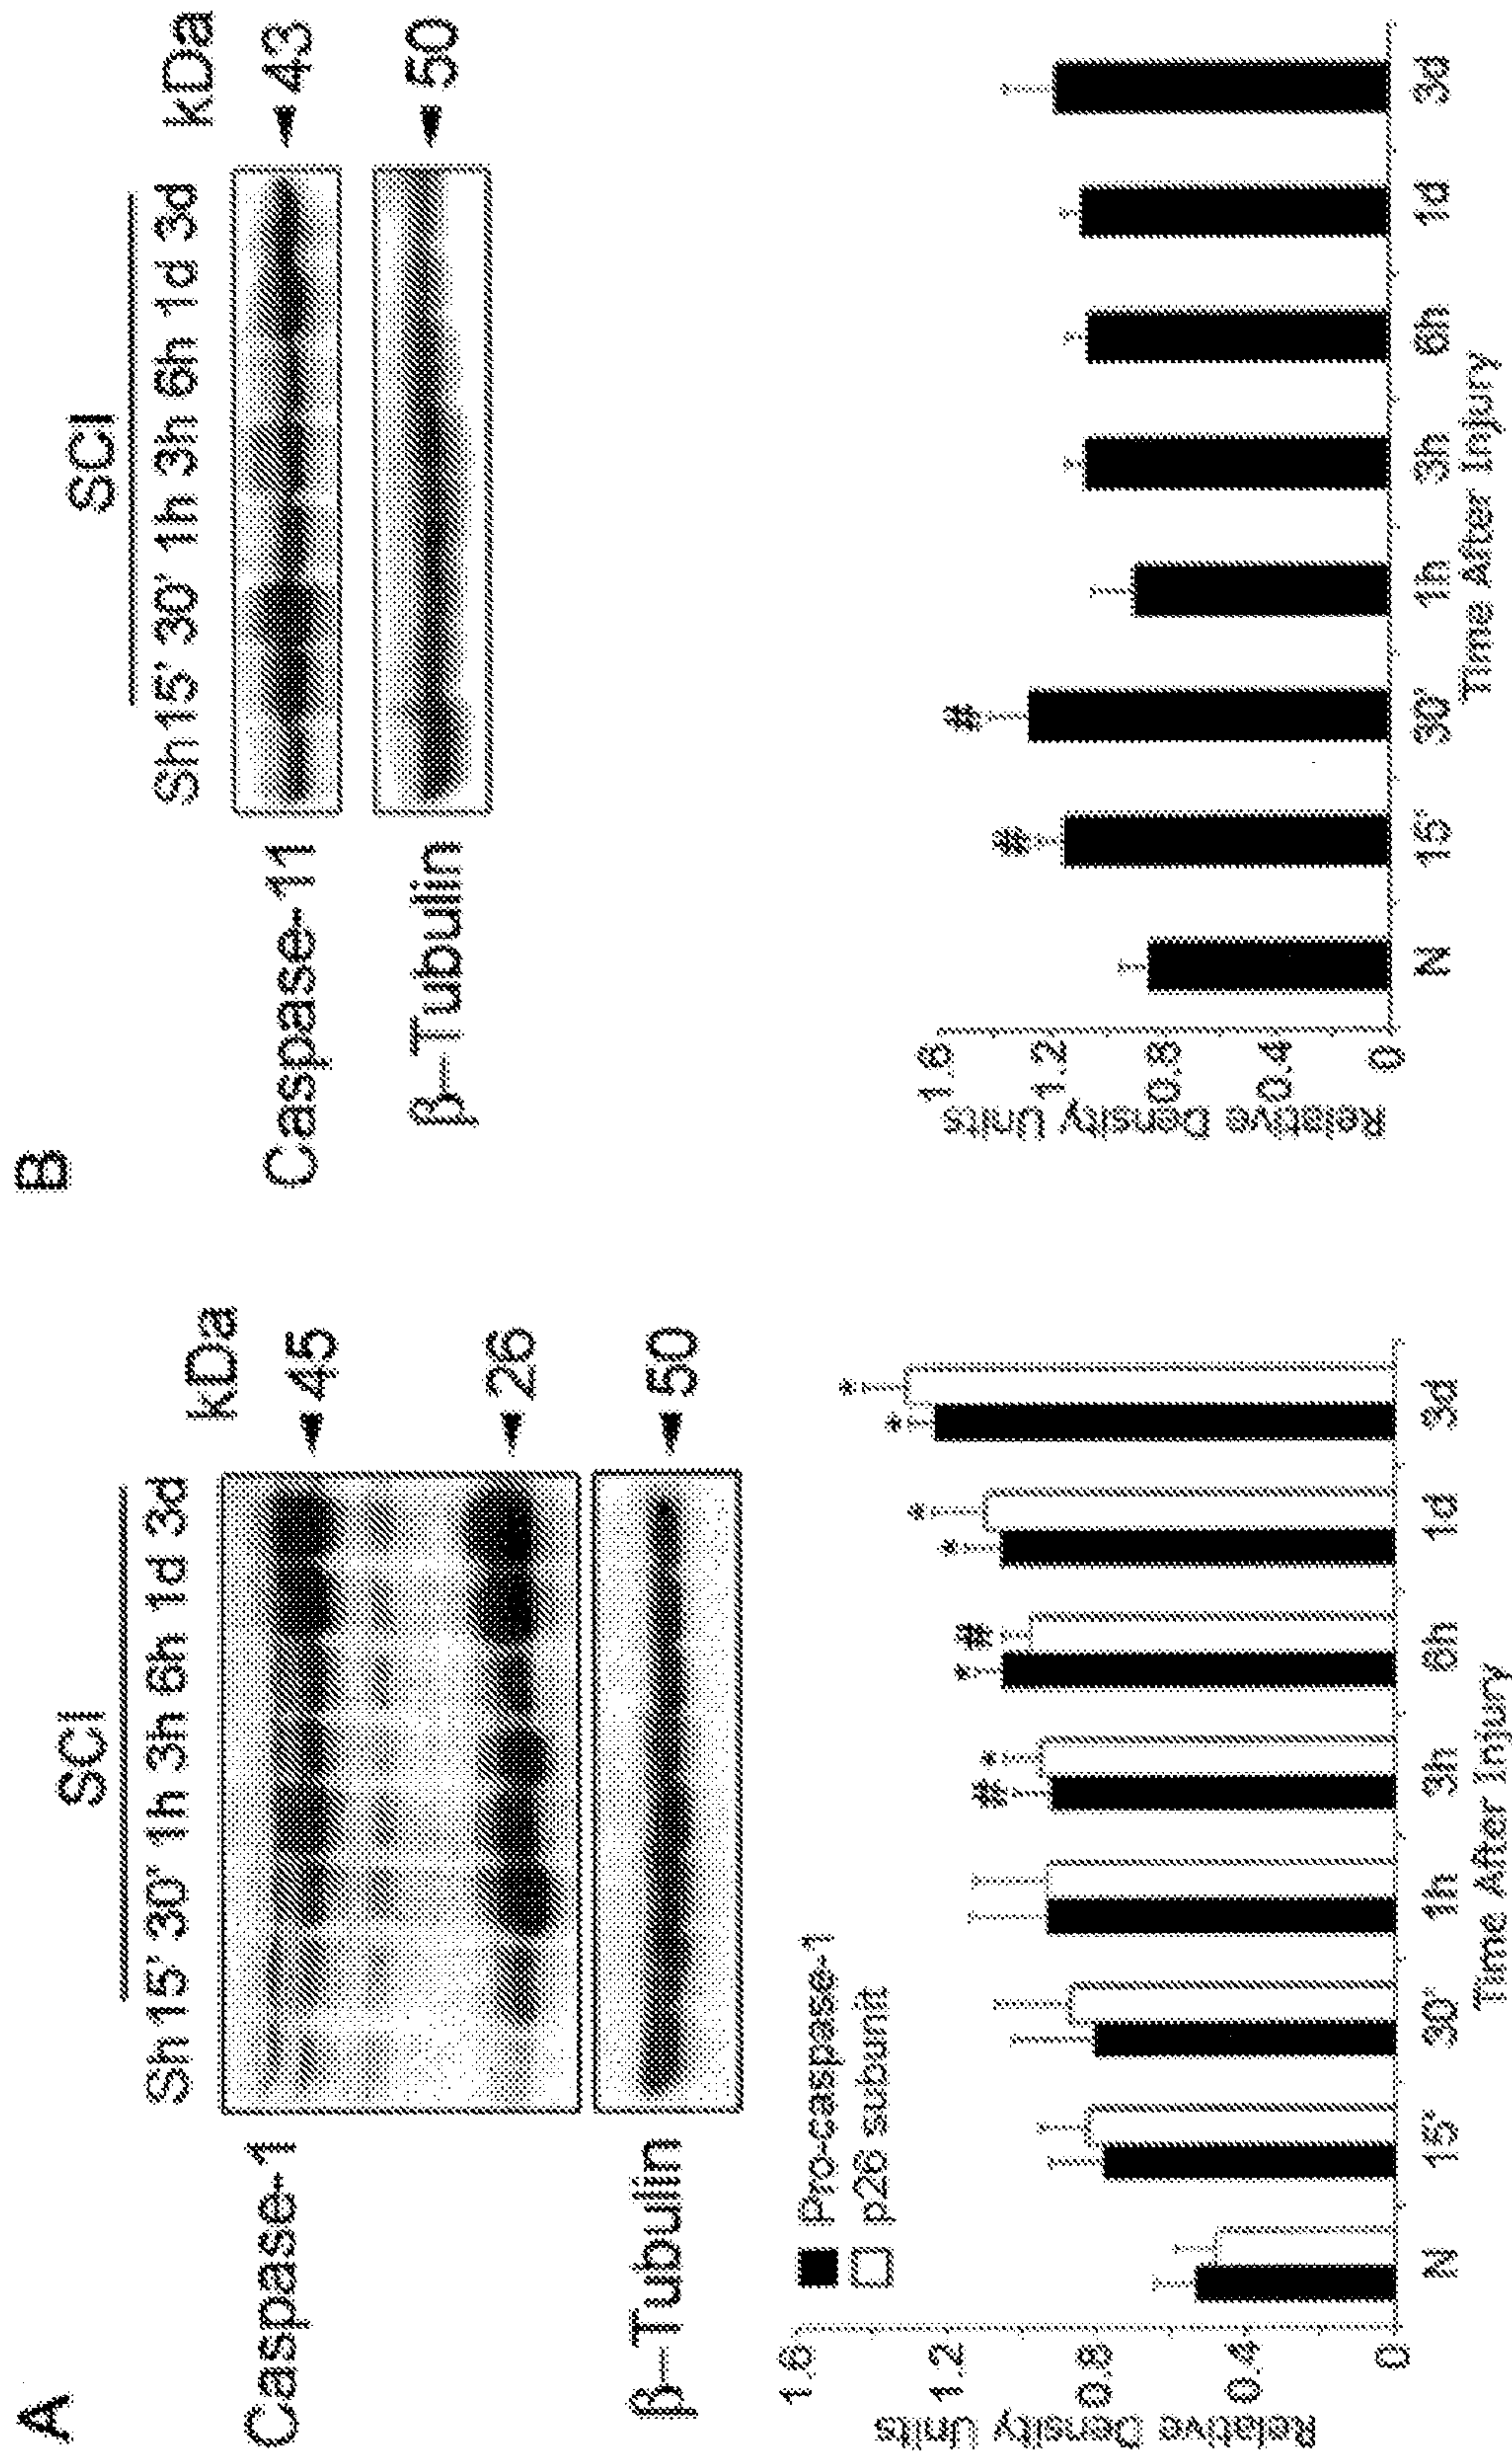 A
SCI
Sh 15' 30' 1h 3h 6h 1d 3d
kDa
Caspase-1
45
26
β–Tubulin
50
Pro-caspase-1
p26 subunit
Relative Density Units
1.6
1.2
0.8
0.4
0
# * * # * * * *
N 15' 30' 1h 3h 6h 1d 3d
Time After Injury
B
SCI
Sh 15' 30' 1h 3h 6h 1d 3d
kDa
Caspase-11
43
β–Tubulin
50
Relative Density Units
1.6
1.2
0.8
0.4
0
# #
N 15' 30' 1h 3h 6h 1d 3d
Time After Injury